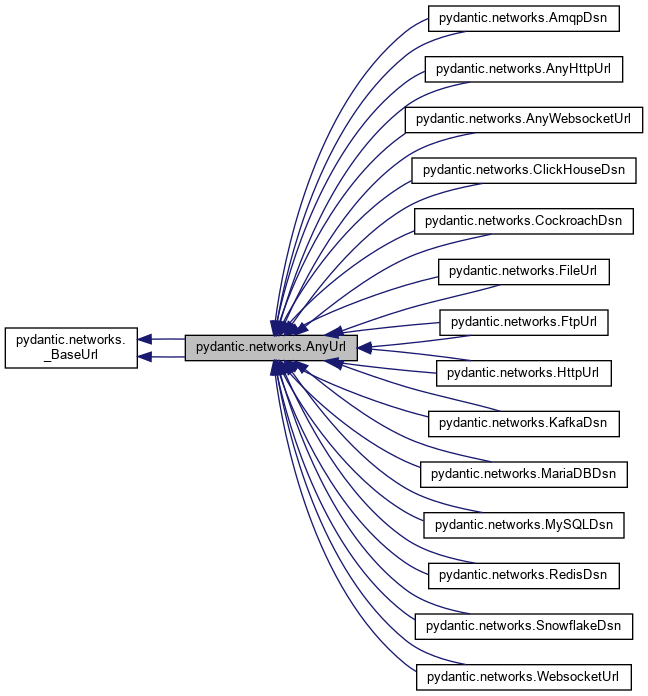 pydantic.networks.AmqpDsn
pydantic.networks.AnyHttpUrl
pydantic.networks.AnyWebsocketUrl
pydantic.networks.ClickHouseDsn
pydantic.networks.CockroachDsn
pydantic.networks.FileUrl
pydantic.networks.FtpUrl
pydantic.networks.
_BaseUrl
pydantic.networks.AnyUrl
pydantic.networks.HttpUrl
pydantic.networks.KafkaDsn
pydantic.networks.MariaDBDsn
pydantic.networks.MySQLDsn
pydantic.networks.RedisDsn
pydantic.networks.SnowflakeDsn
pydantic.networks.WebsocketUrl